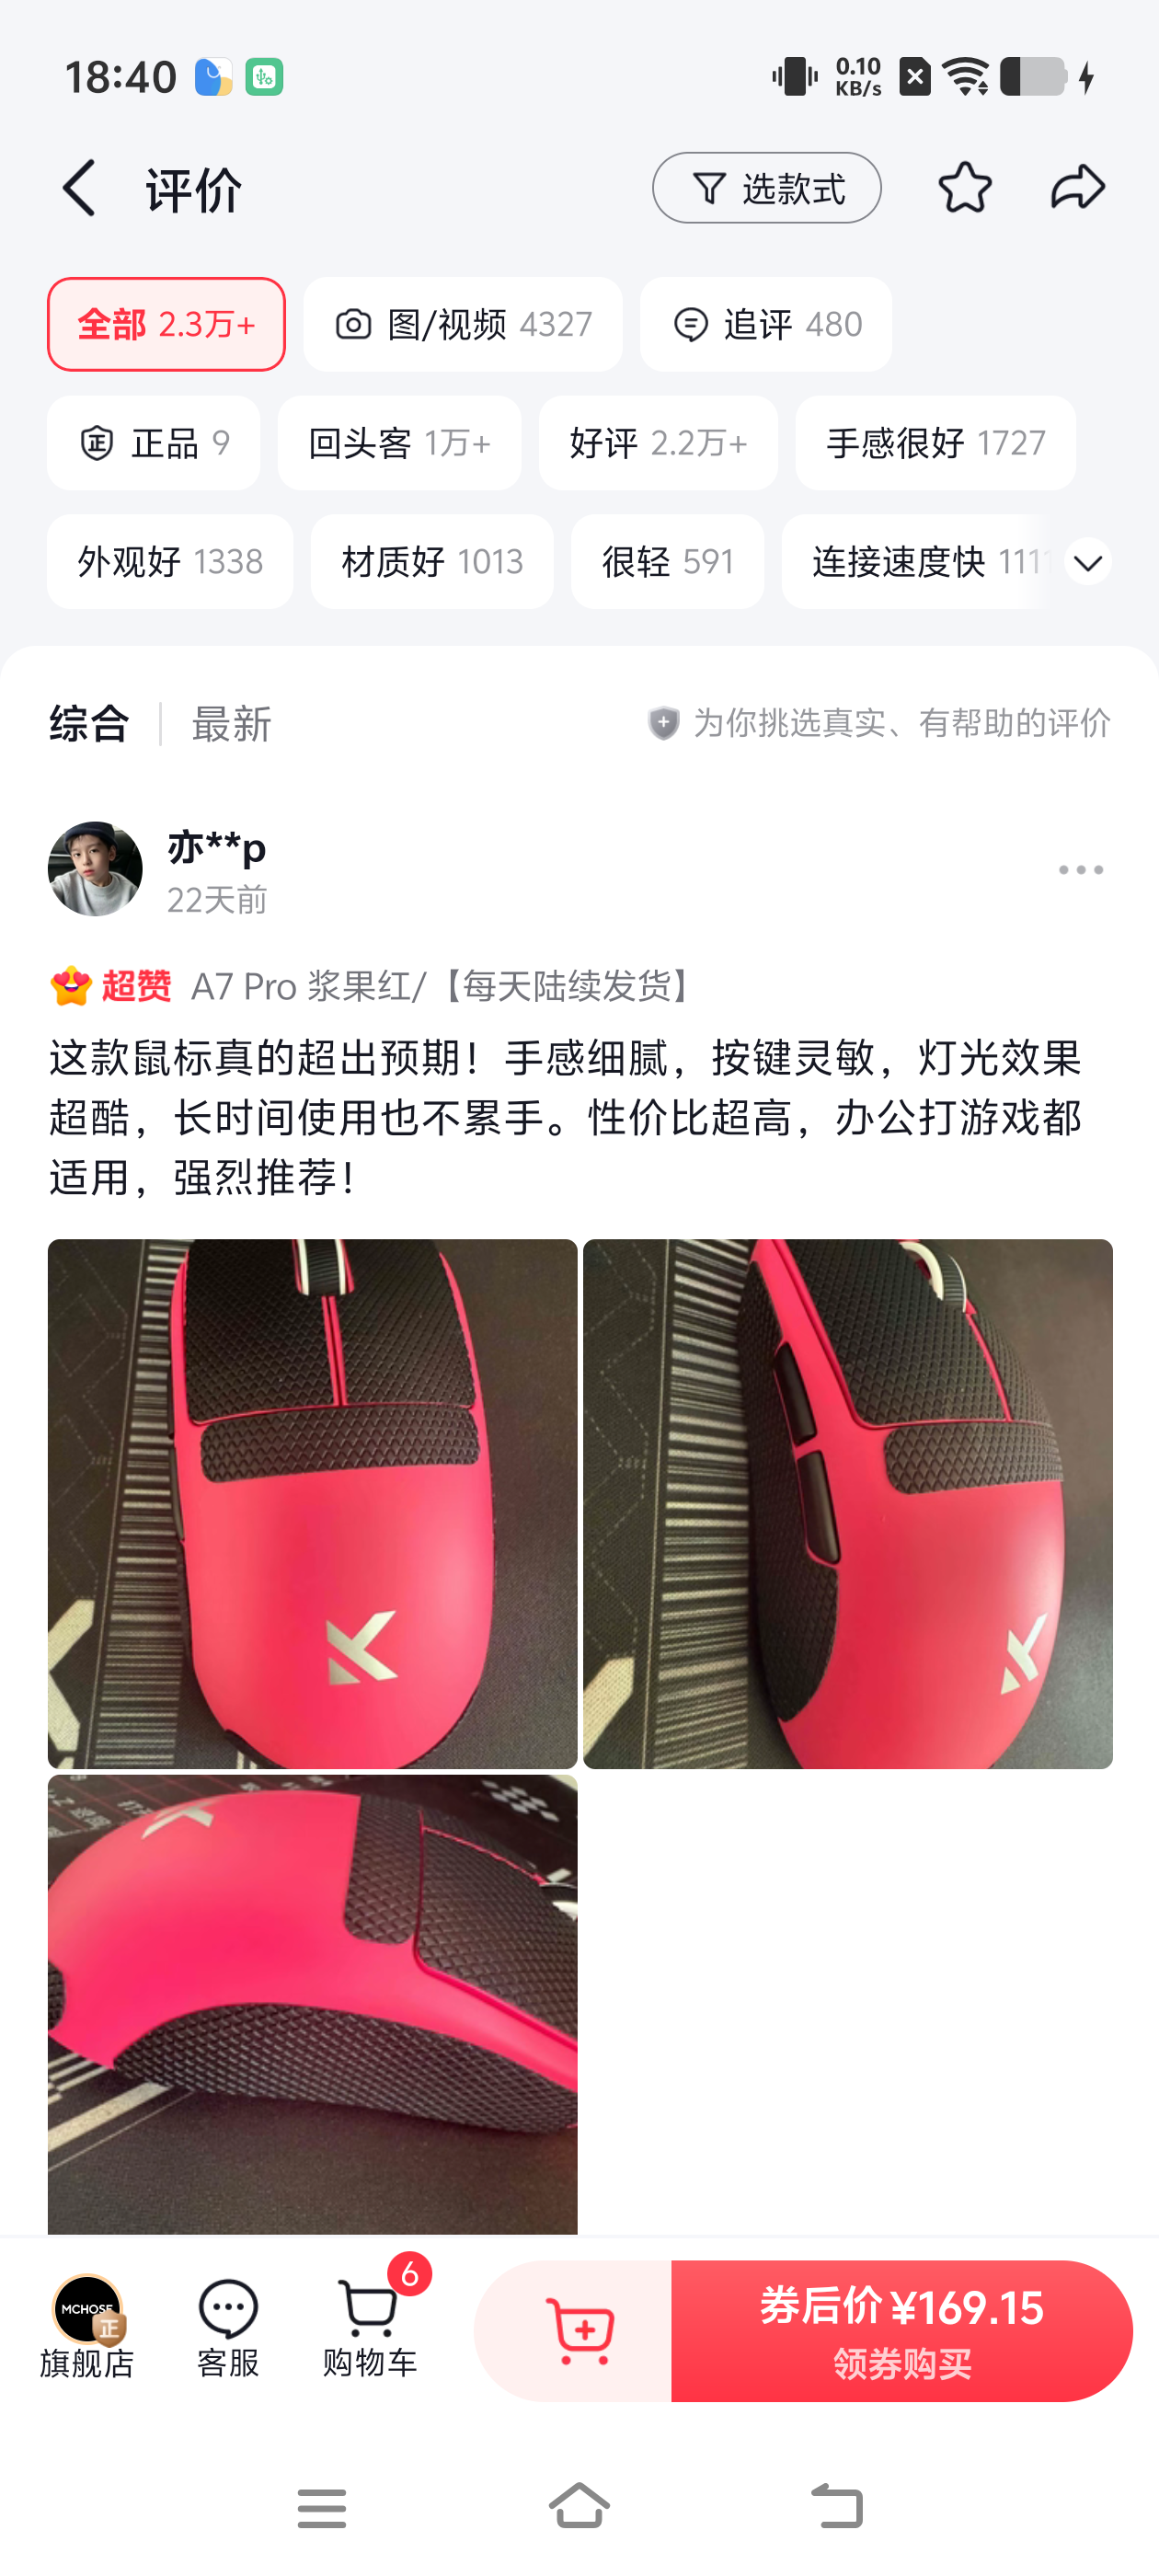 18:40
0.10
KB/s
评价
选款式
全部 2.3万+
图/视频 4327
追评 480
正 正品 9
回头客 1万+
好评 2.2万+
手感很好 1727
外观好 1338
材质好 1013
很轻 591
连接速度快 111
综合
最新
为你挑选真实、有帮助的评价
亦**p
22天前
超赞 A7 Pro 浆果红/【每天陆续发货】
这款鼠标真的超出预期！手感细腻，按键灵敏，灯光效果
超酷，长时间使用也不累手。性价比超高，办公打游戏都
适用，强烈推荐！
MCHOSE
正
旗舰店
客服
6
购物车
券后价 ¥169.15
领券购买